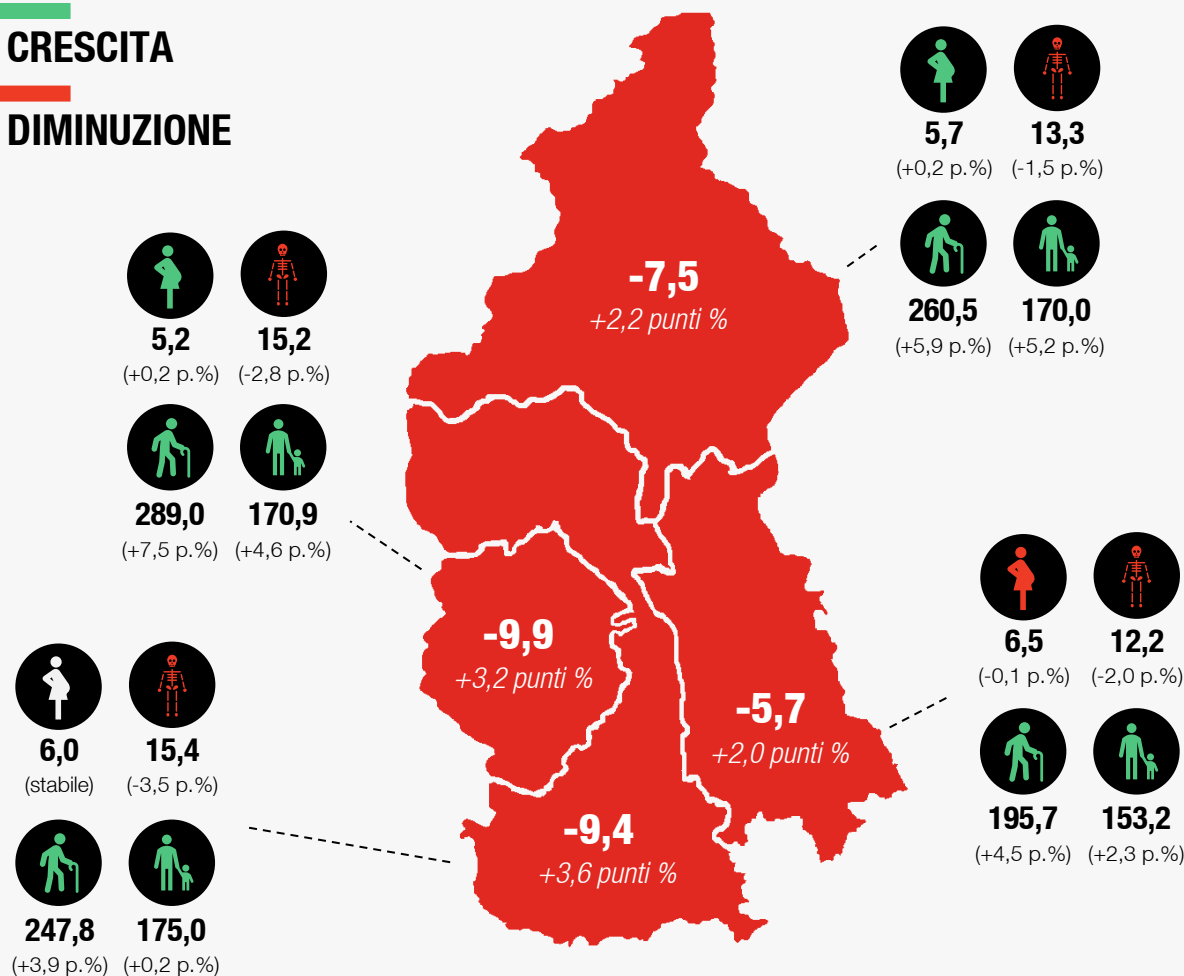 CRESCITA
DIMINUZIONE
5,7
13,3
(+0,2 p.%)
(-1,5 p.%)
260,5
170,0
(+5,9 p.%)
(+5,2 p.%)
-7,5
+2,2 punti %
5,2
15,2
(+0,2 p.%)
(-2,8 p.%)
289,0
170,9
(+7,5 p.%)
(+4,6 p.%)
-9,9
+3,2 punti %
6,5
12,2
(-0,1 p.%)
(-2,0 p.%)
195,7
153,2
(+4,5 p.%)
(+2,3 p.%)
-5,7
+2,0 punti %
6,0
15,4
(stabile)
(-3,5 p.%)
247,8
175,0
(+3,9 p.%)
(+0,2 p.%)
-9,4
+3,6 punti %